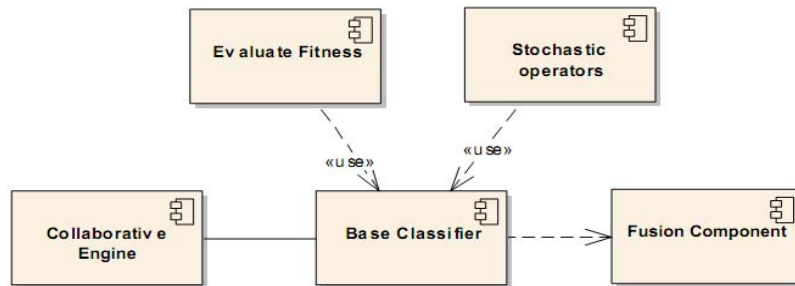 Evaluate Fitness
Stochastic
operators
«use»
«use»
Collaborative
Engine
Base Classifier
Fusion Component